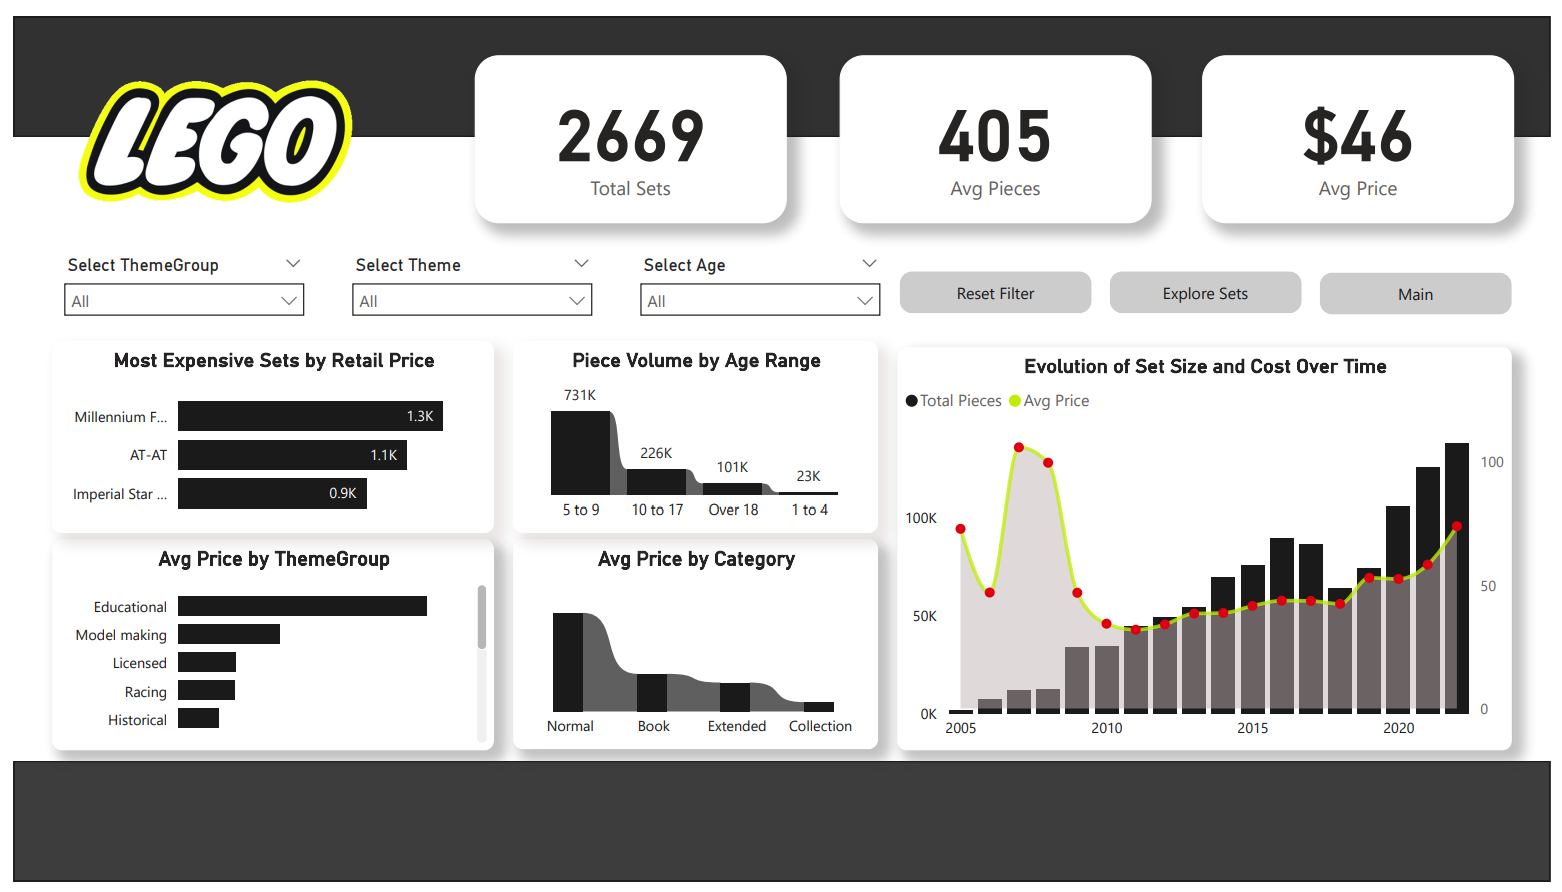 LEGO
2669
Total Sets
405
Avg Pieces
$46
Avg Price
Select ThemeGroup
All
Select Theme
All
Select Age
All
Reset Filter
Explore Sets
Main
Most Expensive Sets by Retail Price
Millennium F...
1.3K
AT-AT
1.1K
Imperial Star ...
0.9K
Piece Volume by Age Range
731K
226K
101K
23K
5 to 9
10 to 17
Over 18
1 to 4
Evolution of Set Size and Cost Over Time
Total Pieces
Avg Price
100K
50K
0K
100
50
0
2005
2010
2015
2020
Avg Price by ThemeGroup
Educational
Model making
Licensed
Racing
Historical
Avg Price by Category
Normal
Book
Extended
Collection